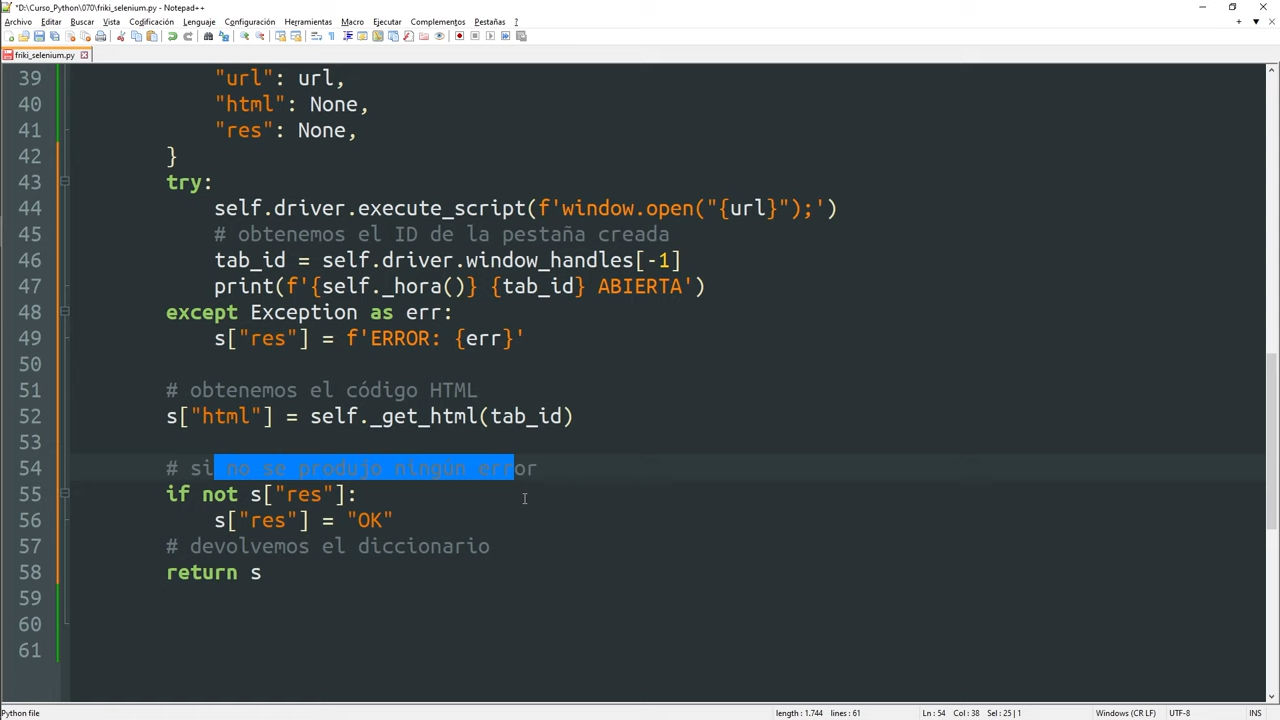 *D:\Curso_Python\070\friki_selenium.py - Notepad++
Archivo Editar Buscar Vista Codificación Lenguaje Configuración Herramientas Macro Ejecutar Complementos Pestañas ?
friki_selenium.py
39 "url": url,
40 "html": None,
41 "res": None,
42 }
43 try:
44 self.driver.execute_script(f'window.open("{url}");')
45 # obtenemos el ID de la pestaña creada
46 tab_id = self.driver.window_handles[-1]
47 print(f'{self._hora()} {tab_id} ABIERTA')
48 except Exception as err:
49 s["res"] = f'ERROR: {err}'
50
51 # obtenemos el código HTML
52 s["html"] = self._get_html(tab_id)
53
54 # si no se produjo ningún error
55 if not s["res"]:
56 s["res"] = "OK"
57 # devolvemos el diccionario
58 return s
59
60
61
Python file length : 1.744 lines : 61 Ln : 54 Col : 38 Sel : 25 | 1 Windows (CR LF) UTF-8 INS